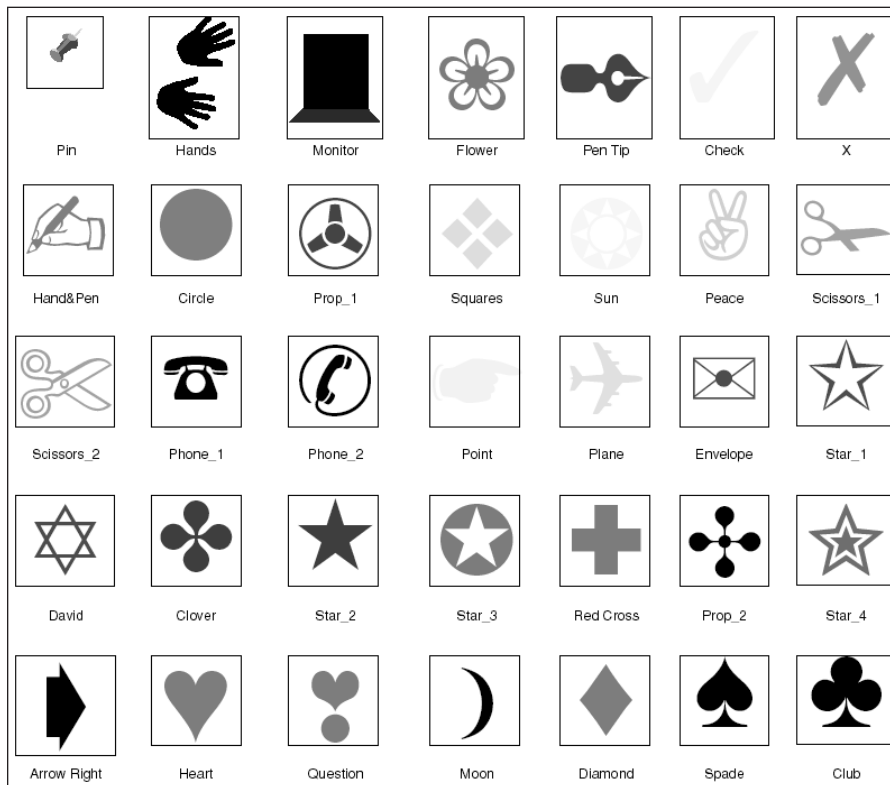 Pin Hands Monitor Flower Pen Tip Check X
Hand&Pen Circle Prop_1 Squares Sun Peace Scissors_1
Scissors_2 Phone_1 Phone_2 Point Plane Envelope Star_1
David Clover Star_2 Star_3 Red Cross Prop_2 Star_4
Arrow Right Heart Question Moon Diamond Spade Club